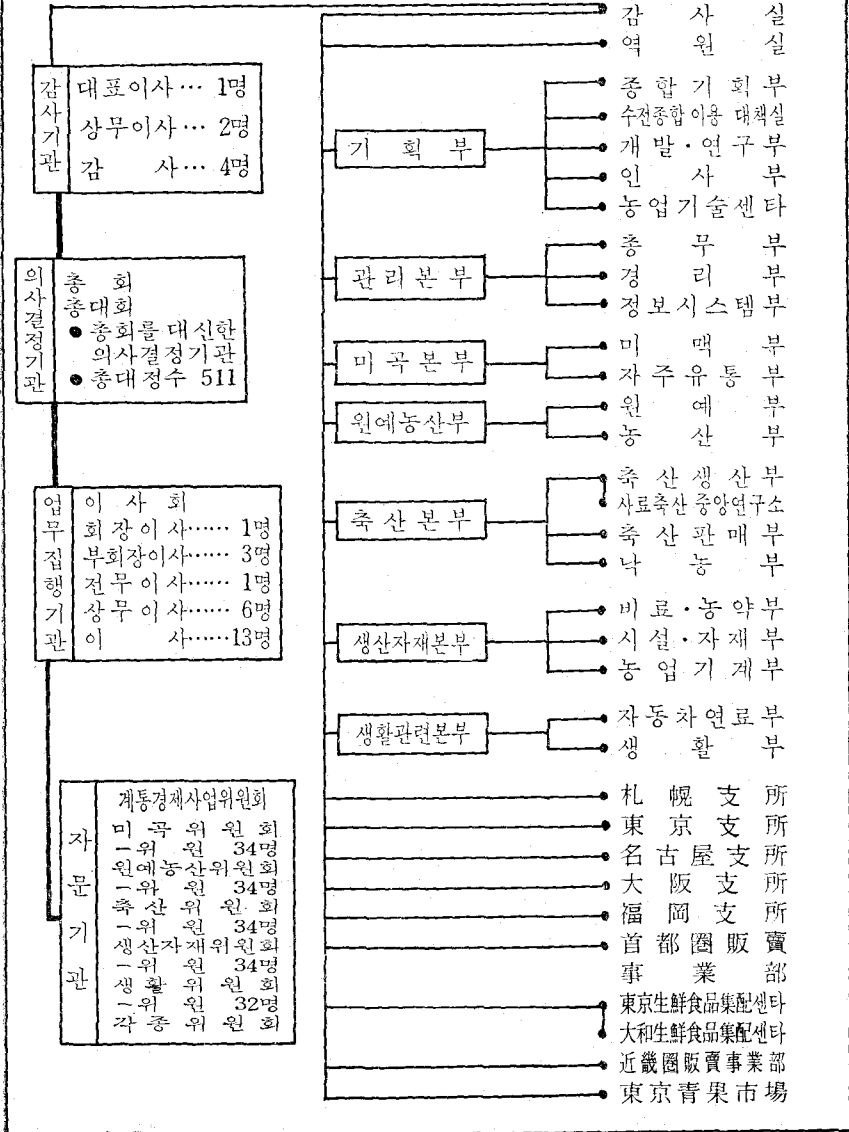 감사실
역원실
감사기관
대표이사… 1명
상무이사… 2명
감 사… 4명
의사결정기관
총 회
총대회
● 총회를 대신한
의사결정기관
● 총대정수 511
업무집행기관
이 사 회
회장이사…… 1명
부회장이사…… 3명
전무이사…… 1명
상무이사…… 6명
이 사……13명
자문기관
계통경제사업위원회
미곡위원회
-위 원 34명
원예농산위원회
-위 원 34명
축산위원회
-위 원 34명
생산자재위원회
-위 원 34명
생활위원회
-위 원 32명
각종위원회
기 획 부
종합기획부
수전종합이용 대책실
개발·연구부
인사부
농업기술센타
관리본부
총무부
경리부
정보시스템부
미곡본부
미맥부
자주유통부
원예농산부
원예부
농산부
축산본부
축산생산부
사료축산 중앙연구소
축산판매부
낙농부
생산자재본부
비료·농약부
시설·자재부
농업기계부
생활관련본부
자동차연료부
생활부
札幌支所
東京支所
名古屋支所
大阪支所
福岡支所
首都圈販賣
事業部
東京生鮮食品集配센타
大和生鮮食品集配센타
近畿圈販賣事業部
東京青果市場